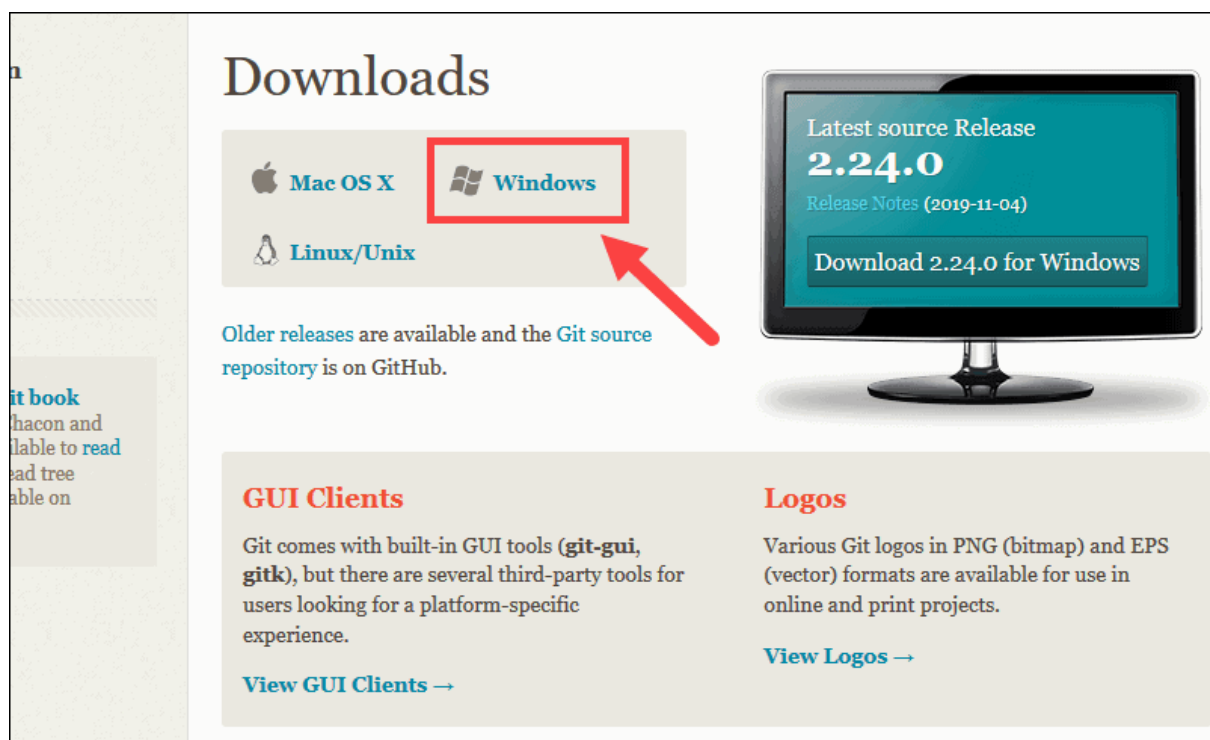 n
Downloads
Mac OS X
Windows
Linux/Unix
Older releases are available and the Git source
repository is on GitHub.
Latest source Release
2.24.0
Release Notes (2019-11-04)
Download 2.24.0 for Windows
it book
hacon and
ilable to read
ead tree
able on
GUI Clients
Git comes with built-in GUI tools (git-gui,
gitk), but there are several third-party tools for
users looking for a platform-specific
experience.
View GUI Clients →
Logos
Various Git logos in PNG (bitmap) and EPS
(vector) formats are available for use in
online and print projects.
View Logos →